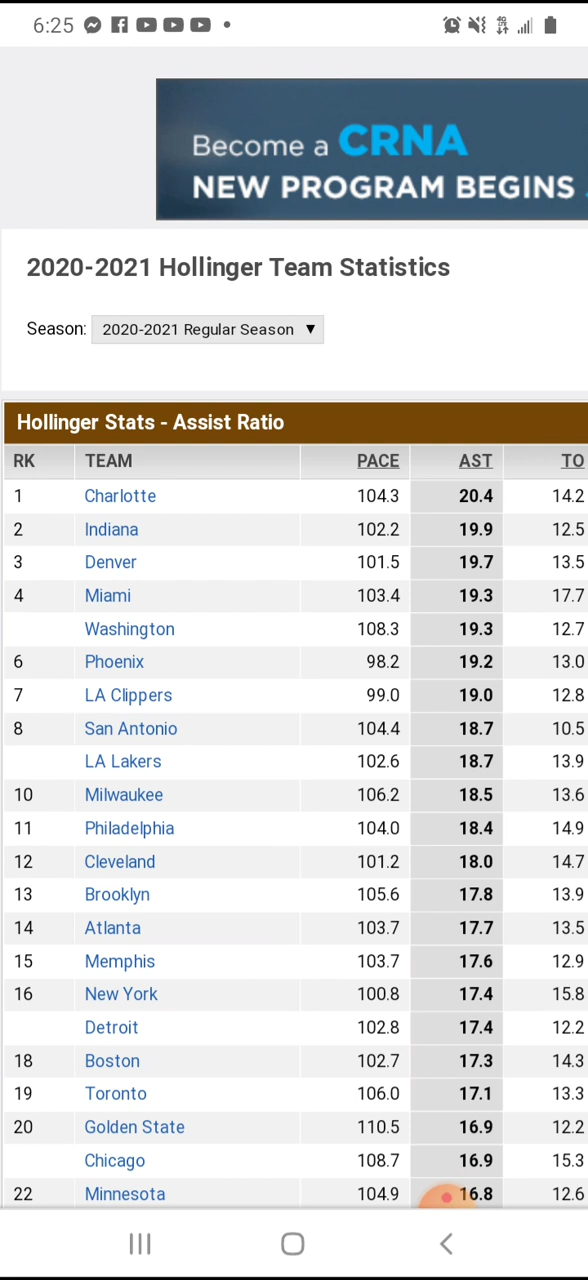 6:25
Become a CRNA
NEW PROGRAM BEGINS
2020-2021 Hollinger Team Statistics
Season: 2020-2021 Regular Season ▼
Hollinger Stats - Assist Ratio
RK TEAM PACE AST TO
1 Charlotte 104.3 20.4 14.2
2 Indiana 102.2 19.9 12.5
3 Denver 101.5 19.7 13.5
4 Miami 103.4 19.3 17.7
Washington 108.3 19.3 12.7
6 Phoenix 98.2 19.2 13.0
7 LA Clippers 99.0 19.0 12.8
8 San Antonio 104.4 18.7 10.5
LA Lakers 102.6 18.7 13.9
10 Milwaukee 106.2 18.5 13.6
11 Philadelphia 104.0 18.4 14.9
12 Cleveland 101.2 18.0 14.7
13 Brooklyn 105.6 17.8 13.9
14 Atlanta 103.7 17.7 13.5
15 Memphis 103.7 17.6 12.9
16 New York 100.8 17.4 15.8
Detroit 102.8 17.4 12.2
18 Boston 102.7 17.3 14.3
19 Toronto 106.0 17.1 13.3
20 Golden State 110.5 16.9 12.2
Chicago 108.7 16.9 15.3
22 Minnesota 104.9 16.8 12.6